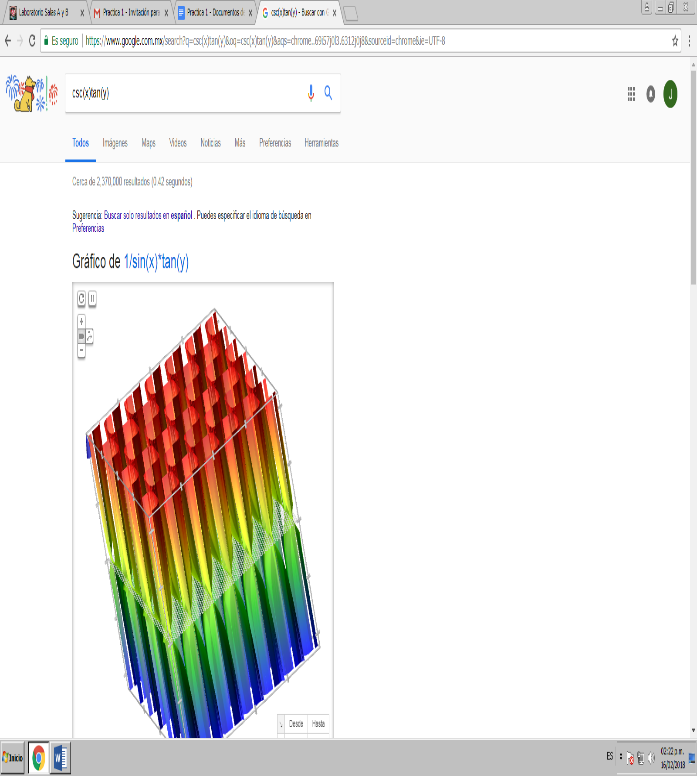 Laboratorio Salas A y B
Practica 1 - Invitación para
Practica 1 - Documentos d
csc(x)tan(y) - Buscar con G
Es seguro | https://www.google.com.mx/search?q=csc(x)tan(y)&oq=csc(x)tan(y)&aqs=chrome..69i57j0l3.6312j0j8&sourceid=chrome&ie=UTF-8
csc(x)tan(y)
J
Todos Imágenes Maps Videos Noticias Más Preferencias Herramientas
Cerca de 2,370,000 resultados (0.42 segundos)
Sugerencia: Buscar solo resultados en español . Puedes especificar el idioma de búsqueda en
Preferencias
Gráfico de 1/sin(x)*tan(y)
Desde Hasta
Inicio
ES
02:22 p.m.
16/02/2018